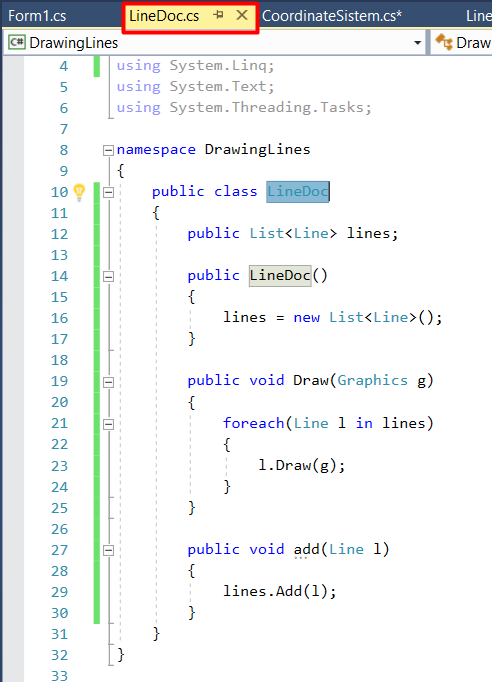 Form1.cs LineDoc.cs CoordinateSistem.cs* Line
C# DrawingLines Draw
4 using System.Linq;
5 using System.Text;
6 using System.Threading.Tasks;
7
8 namespace DrawingLines
9 {
10 public class LineDoc
11 {
12 public List<Line> lines;
13
14 public LineDoc()
15 {
16 lines = new List<Line>();
17 }
18
19 public void Draw(Graphics g)
20 {
21 foreach(Line l in lines)
22 {
23 l.Draw(g);
24 }
25 }
26
27 public void add(Line l)
28 {
29 lines.Add(l);
30 }
31 }
32 }
33